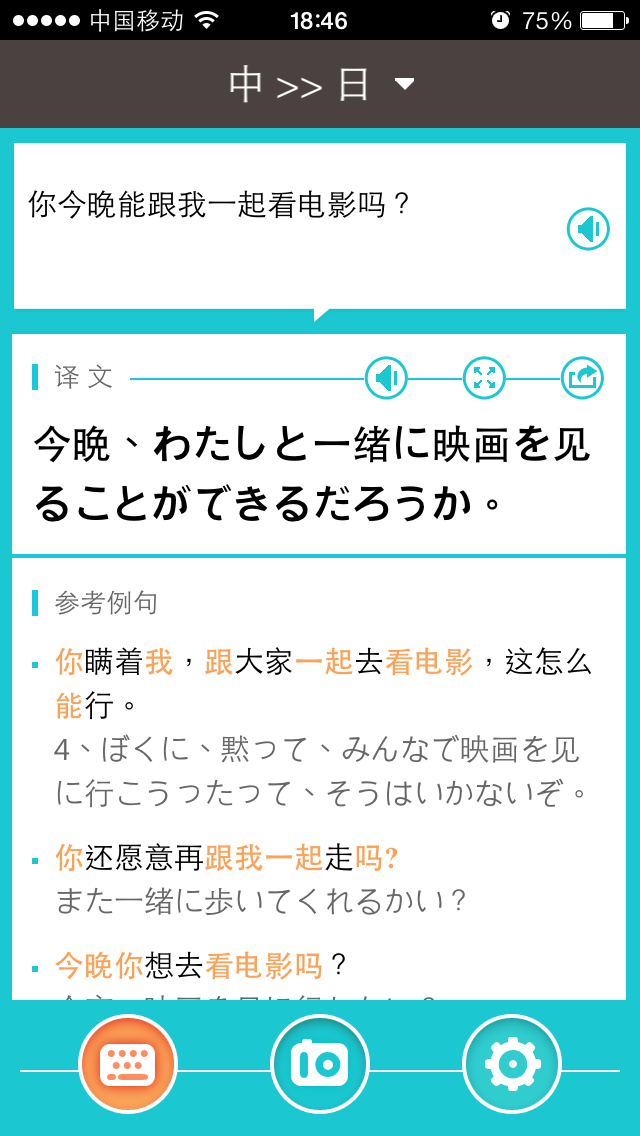 中国移动 18:46 75%
中 >> 日
你今晚能跟我一起看电影吗？
译 文
今晚、わたしと一绪に映画を见
ることができるだろうか。
参考例句
你瞒着我，跟大家一起去看电影，这怎么
能行。
4、ぼくに、黙って、みんなで映画を见
に行こうったって、そうはいかないぞ。
你还愿意再跟我一起走吗?
また一绪に歩いてくれるかい？
今晚你想去看电影吗？